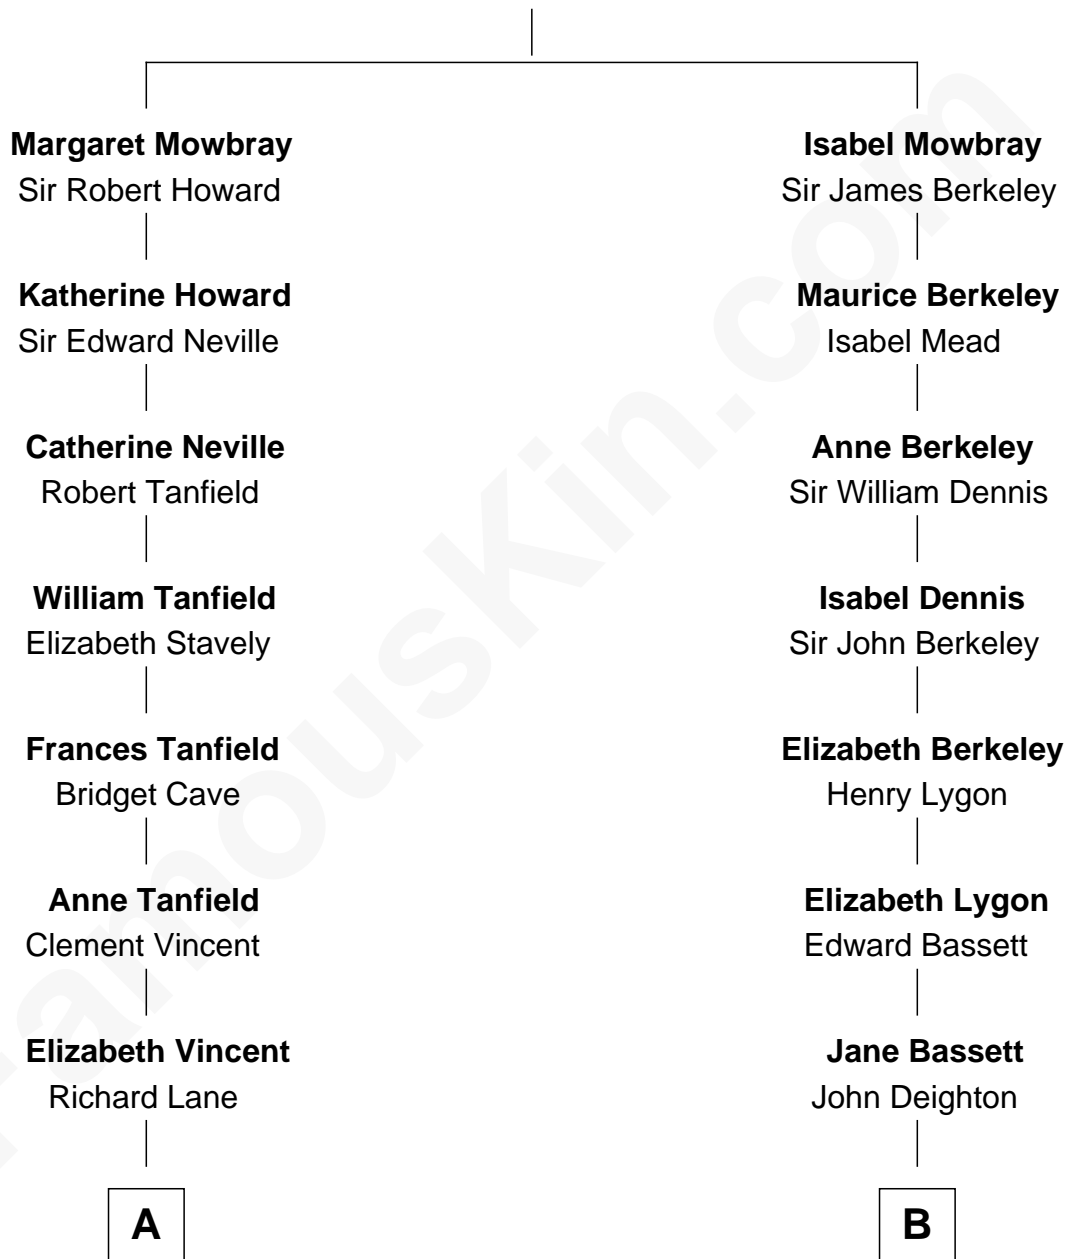 Margaret Mowbray
Sir Robert Howard
Katherine Howard
Sir Edward Neville
Catherine Neville
Robert Tanfield
William Tanfield
Elizabeth Stavely
Frances Tanfield
Bridget Cave
Anne Tanfield
Clement Vincent
Elizabeth Vincent
Richard Lane
A
Isabel Mowbray
Sir James Berkeley
Maurice Berkeley
Isabel Mead
Anne Berkeley
Sir William Dennis
Isabel Dennis
Sir John Berkeley
Elizabeth Berkeley
Henry Lygon
Elizabeth Lygon
Edward Bassett
Jane Bassett
John Deighton
B
FamousKin.com